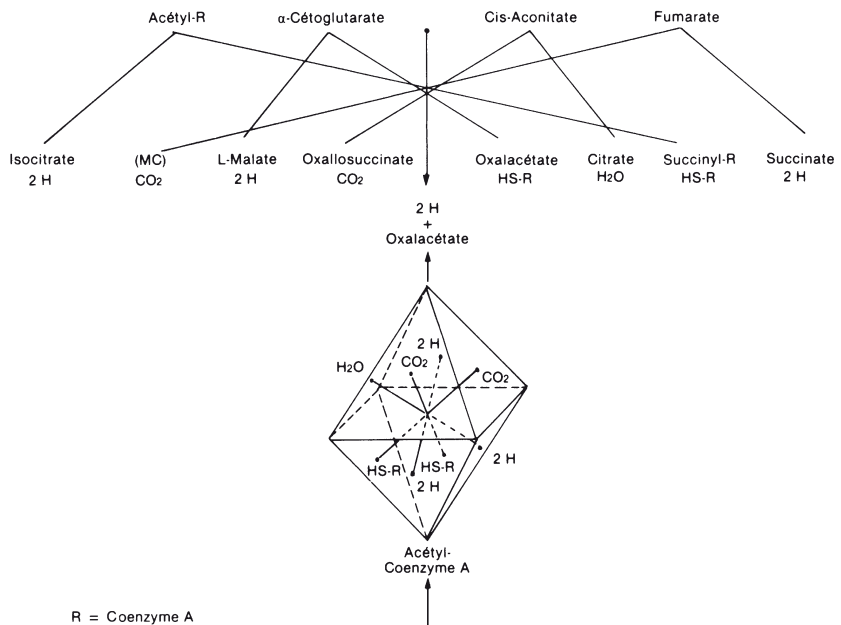 Acétyl-R α-Cétoglutarate Cis-Aconitate Fumarate
Isocitrate (MC) L-Malate Oxallosuccinate Oxalacétate Citrate Succinyl-R Succinate
2 H CO₂ 2 H CO₂ HS-R H₂O HS-R 2 H
2 H
+
Oxalacétate
2 H
H₂O CO₂ CO₂
HS-R HS-R 2 H
2 H
Acétyl-
Coenzyme A
R = Coenzyme A